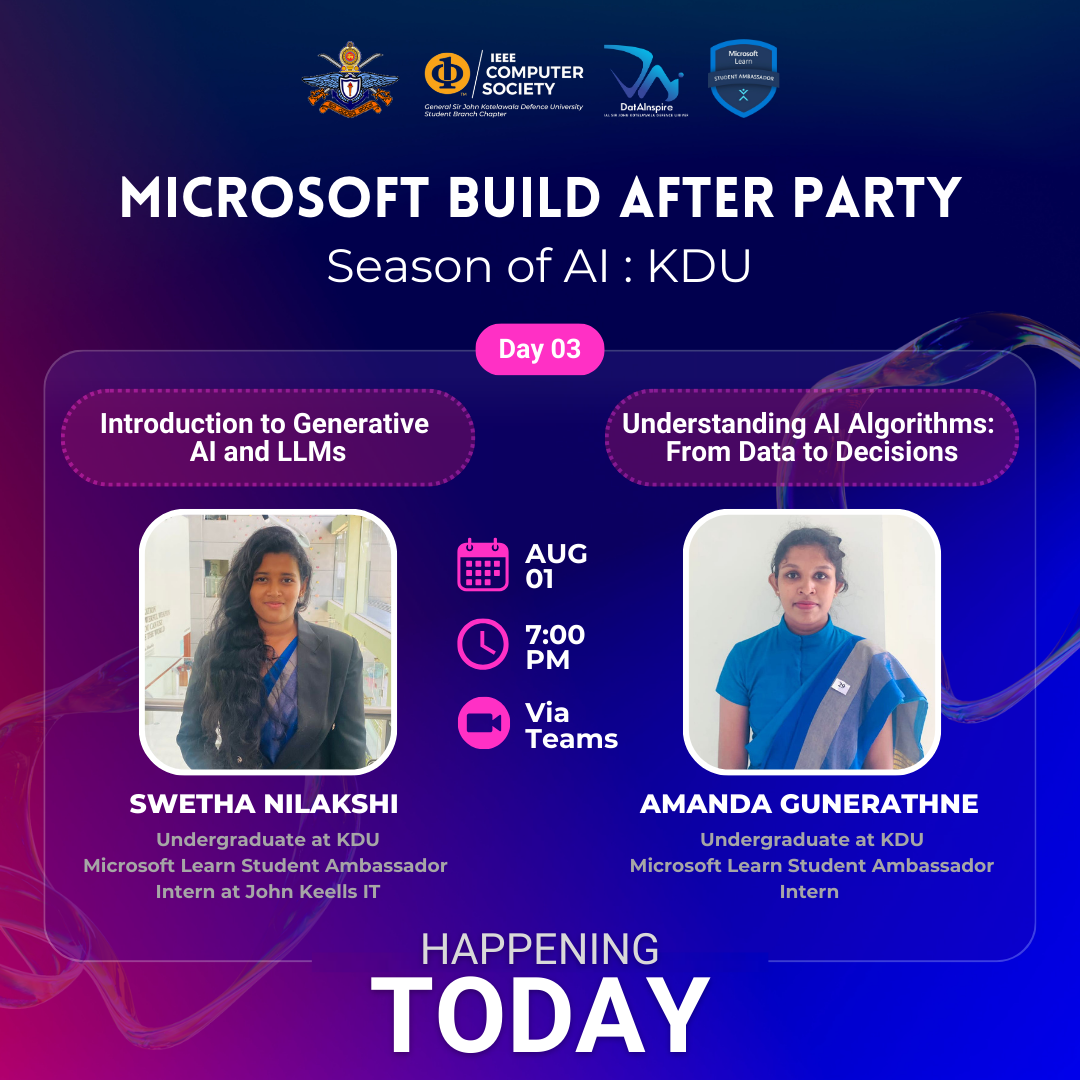 IEEE
COMPUTER
SOCIETY
General Sir John Kotelawala Defence University
Student Branch Chapter
DatAInspire
Microsoft
Learn
STUDENT AMBASSADOR
MICROSOFT BUILD AFTER PARTY
Season of AI : KDU
Day 03
Introduction to Generative
AI and LLMs
Understanding AI Algorithms:
From Data to Decisions
AUG
01
7:00
PM
Via
Teams
29
SWETHA NILAKSHI
Undergraduate at KDU
Microsoft Learn Student Ambassador
Intern at John Keells IT
AMANDA GUNERATHNE
Undergraduate at KDU
Microsoft Learn Student Ambassador
Intern
HAPPENING
TODAY